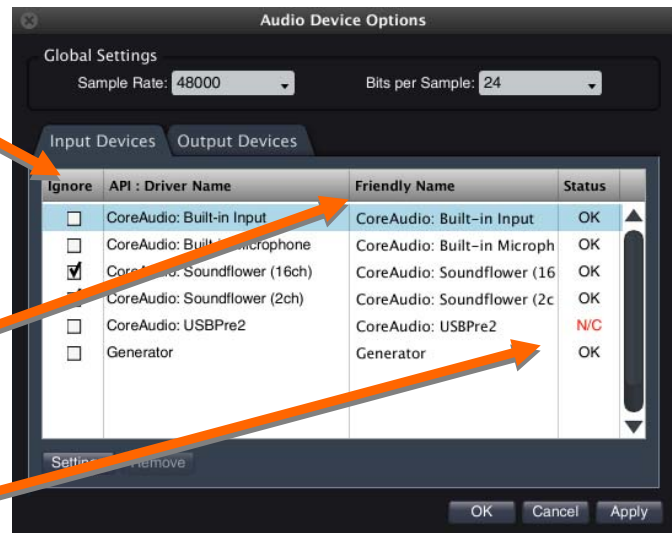 Audio Device Options
Global Settings
Sample Rate: 48000 Bits per Sample: 24
Input Devices Output Devices
Ignore API : Driver Name Friendly Name Status
CoreAudio: Built-in Input CoreAudio: Built-in Input OK
CoreAudio: Built-in Microphone CoreAudio: Built-in Microph OK
CoreAudio: Soundflower (16ch) CoreAudio: Soundflower (16 OK
CoreAudio: Soundflower (2ch) CoreAudio: Soundflower (2c OK
CoreAudio: USBPre2 CoreAudio: USBPre2 N/C
Generator Generator OK
Remove
OK Cancel Apply